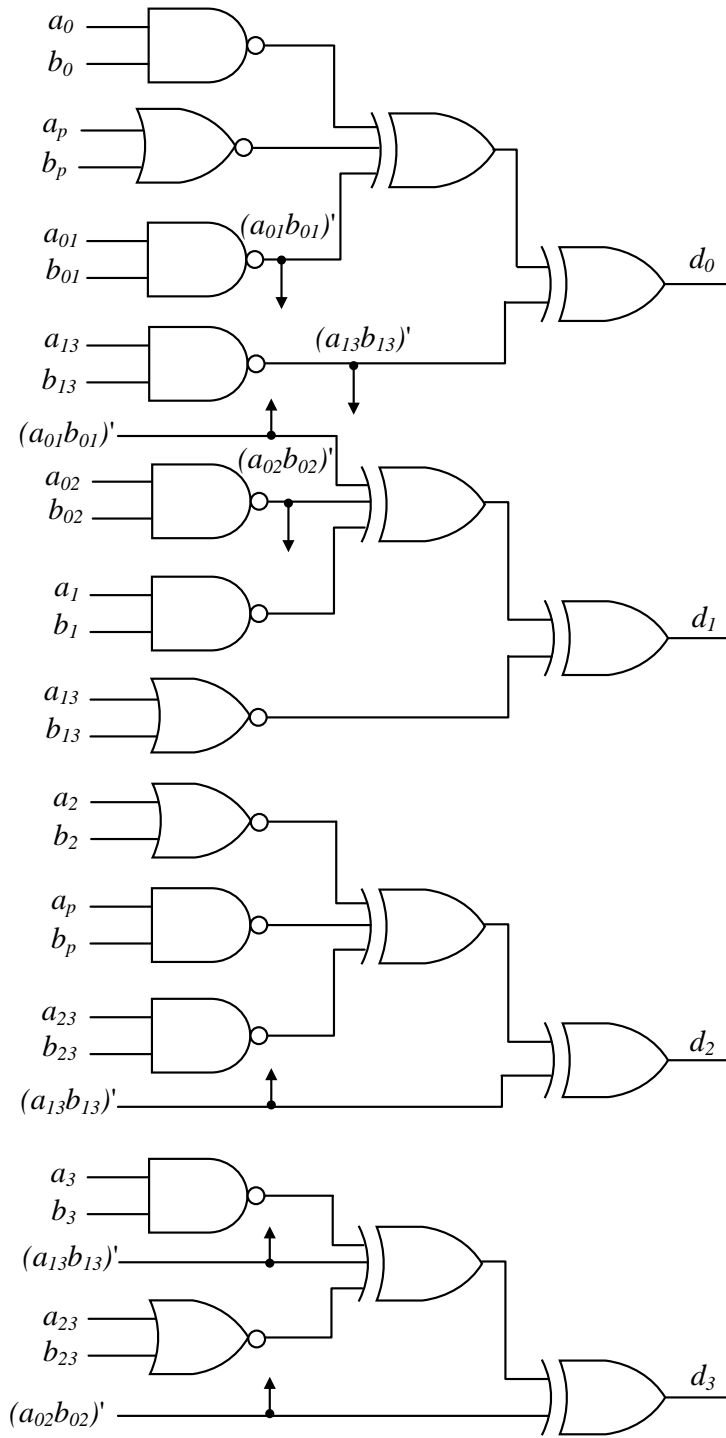 a0
b0
ap
bp
a01
b01
(a01b01)'
d0
a13
b13
(a13b13)'
(a01b01)'
a02
b02
(a02b02)'
a1
b1
d1
a13
b13
a2
b2
ap
bp
a23
b23
d2
(a13b13)'
a3
b3
(a13b13)'
a23
b23
d3
(a02b02)'